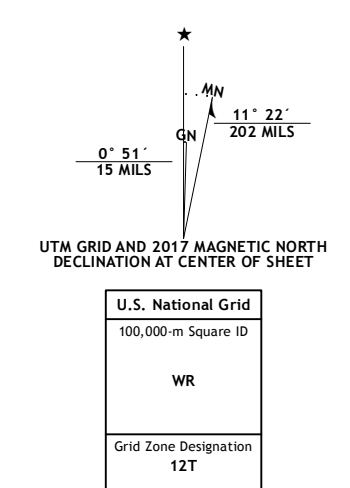 ★
MN
11° 22´
202 MILS
GN
0° 51´
15 MILS
UTM GRID AND 2017 MAGNETIC NORTH
DECLINATION AT CENTER OF SHEET
U.S. National Grid
100,000-m Square ID
WR
Grid Zone Designation
12T